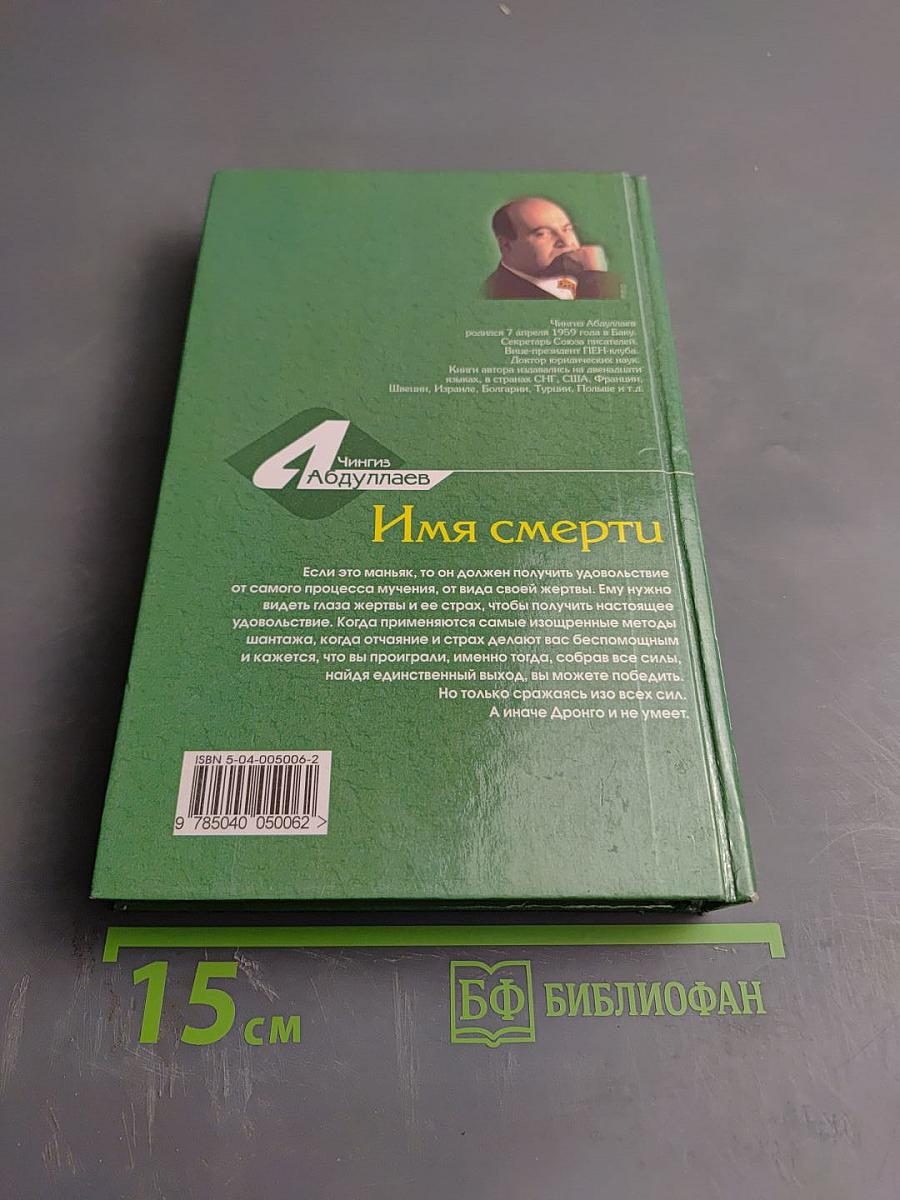 Чингиз Абдуллаев
родился 7 апреля 1959 года в Баку.
Секретарь Союза писателей.
Вице-президент ПЕН-клуба.
Доктор юридических наук.
Книги автора издавались на двенадцати
языках, в странах СНГ, США, Франции,
Швеции, Израиле, Болгарии, Турции, Польше и т.д.
Чингиз
Абдуллаев
Имя смерти
Если это маньяк, то он должен получить удовольствие
от самого процесса мучения, от вида своей жертвы. Ему нужно
видеть глаза жертвы и ее страх, чтобы получить настоящее
удовольствие. Когда применяются самые изощренные методы
шантажа, когда отчаяние и страх делают вас беспомощным
и кажется, что вы проиграли, именно тогда, собрав все силы,
найдя единственный выход, вы можете победить.
Но только сражаясь изо всех сил.
А иначе Дронго и не умеет.
ISBN 5-04-005006-2
9 785040 050062 >
15 см
БФ БИБЛИОФАН